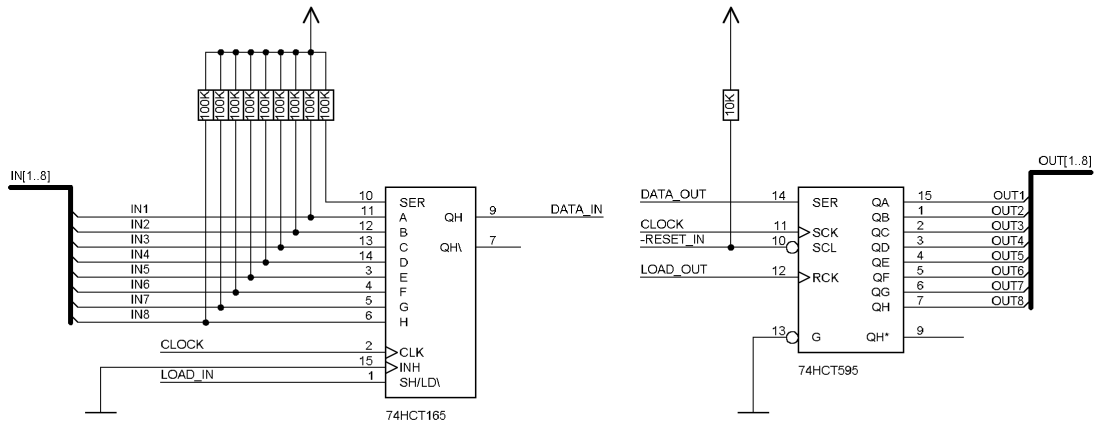 100K 100K 100K 100K 100K 100K 100K 100K 100K
10K
IN[1..8]
OUT[1..8]
IN1
IN2
IN3
IN4
IN5
IN6
IN7
IN8
CLOCK
LOAD_IN
10 SER
11 A
12 B
13 C
14 D
3 E
4 F
5 G
6 H
2 CLK
15 INH
1 SH/LD\
QH 9 DATA_IN
QH\ 7
74HCT165
DATA_OUT 14 SER
CLOCK 11 SCK
-RESET_IN 10 SCL
LOAD_OUT 12 RCK
13 G
QA 15 OUT1
QB 1 OUT2
QC 2 OUT3
QD 3 OUT4
QE 4 OUT5
QF 5 OUT6
QG 6 OUT7
QH 7 OUT8
QH* 9
74HCT595